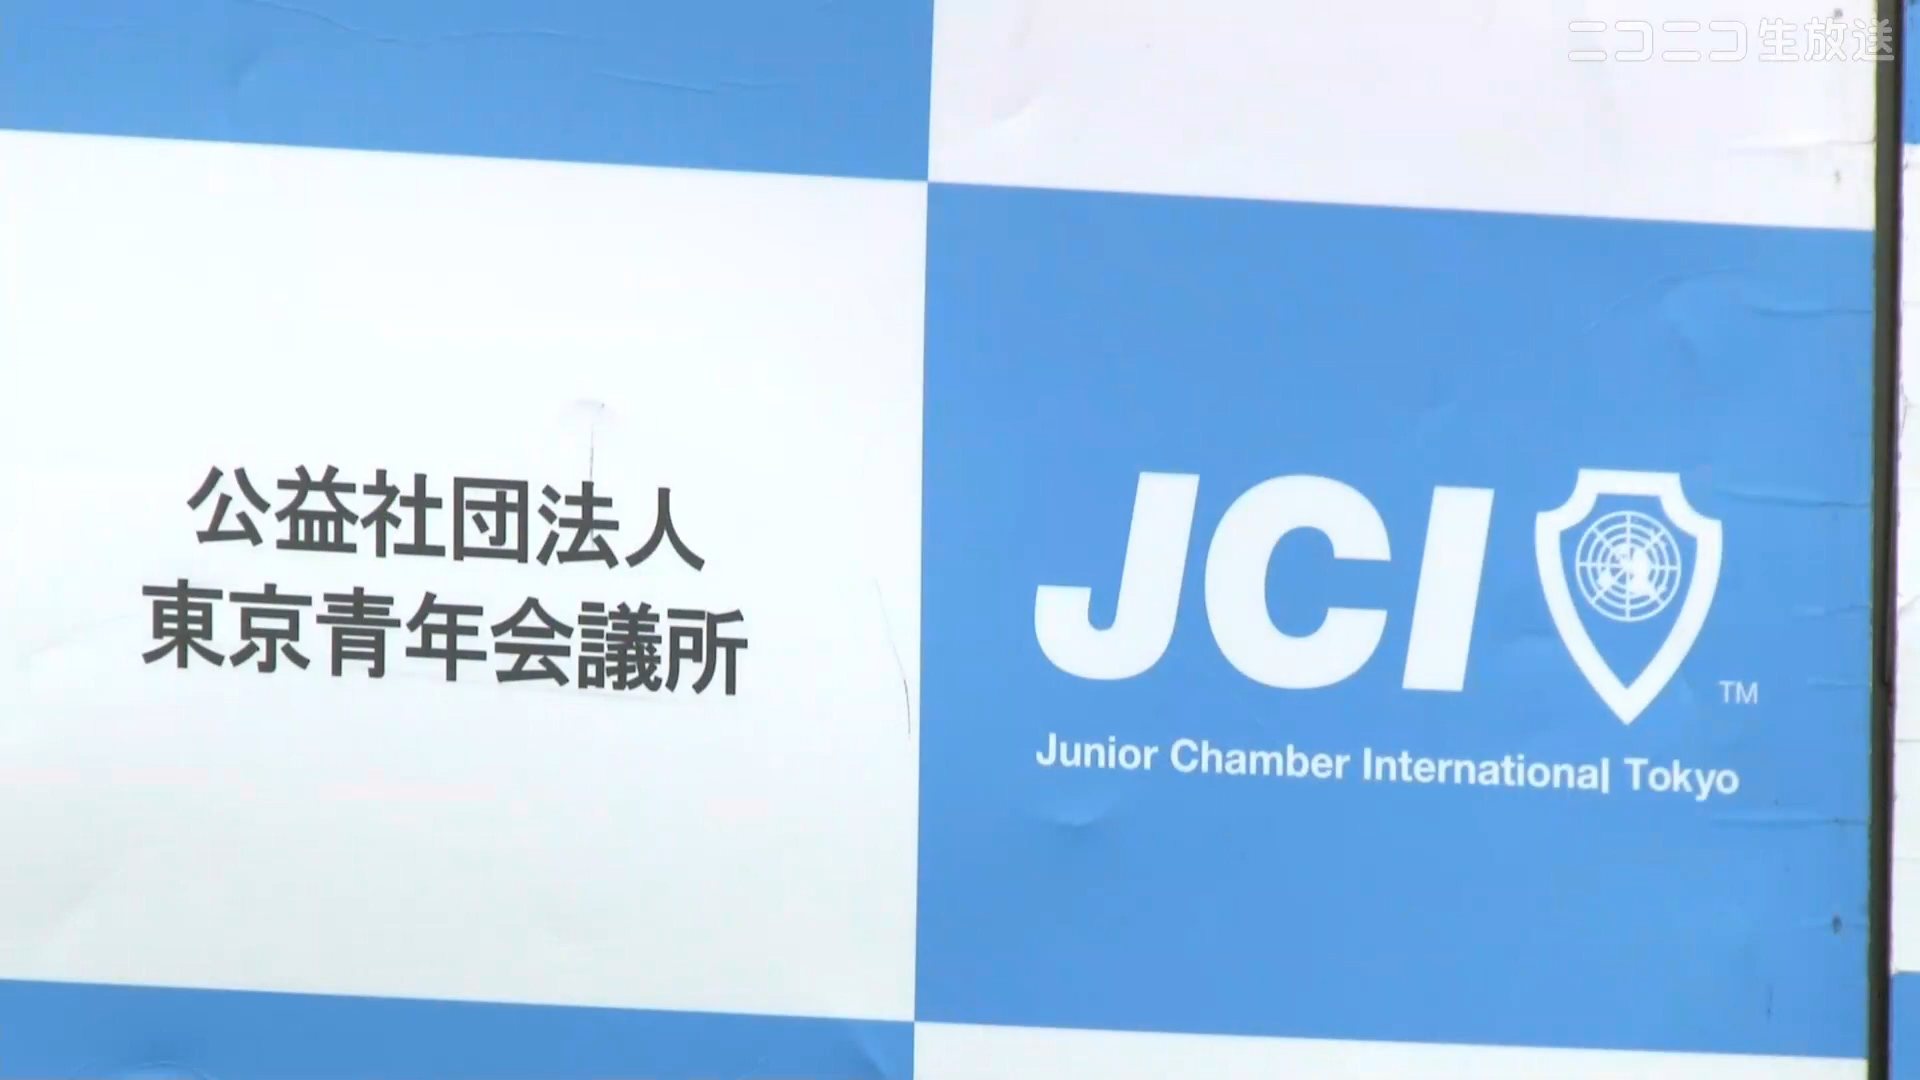 ニコニコ生放送
公益社団法人
東京青年会議所
JCI
TM
Junior Chamber International Tokyo